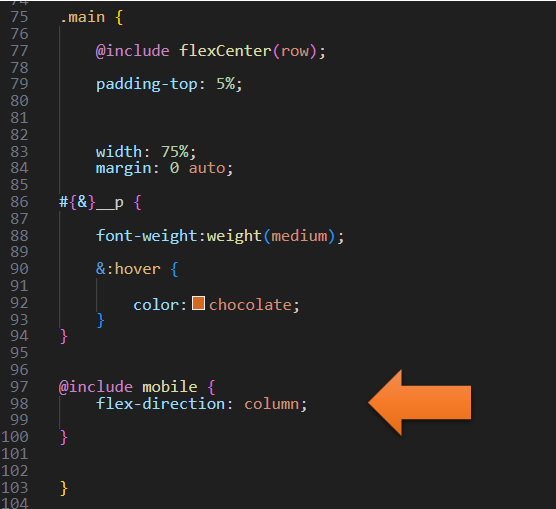 75 .main {
76
77 @include flexCenter(row);
78
79 padding-top: 5%;
80
81
82
83 width: 75%;
84 margin: 0 auto;
85
86 #{&}__p {
87
88 font-weight:weight(medium);
89
90 &:hover {
91
92 color: chocolate;
93 }
94 }
95
96
97 @include mobile {
98 flex-direction: column;
99
100 }
101
102
103 }
104